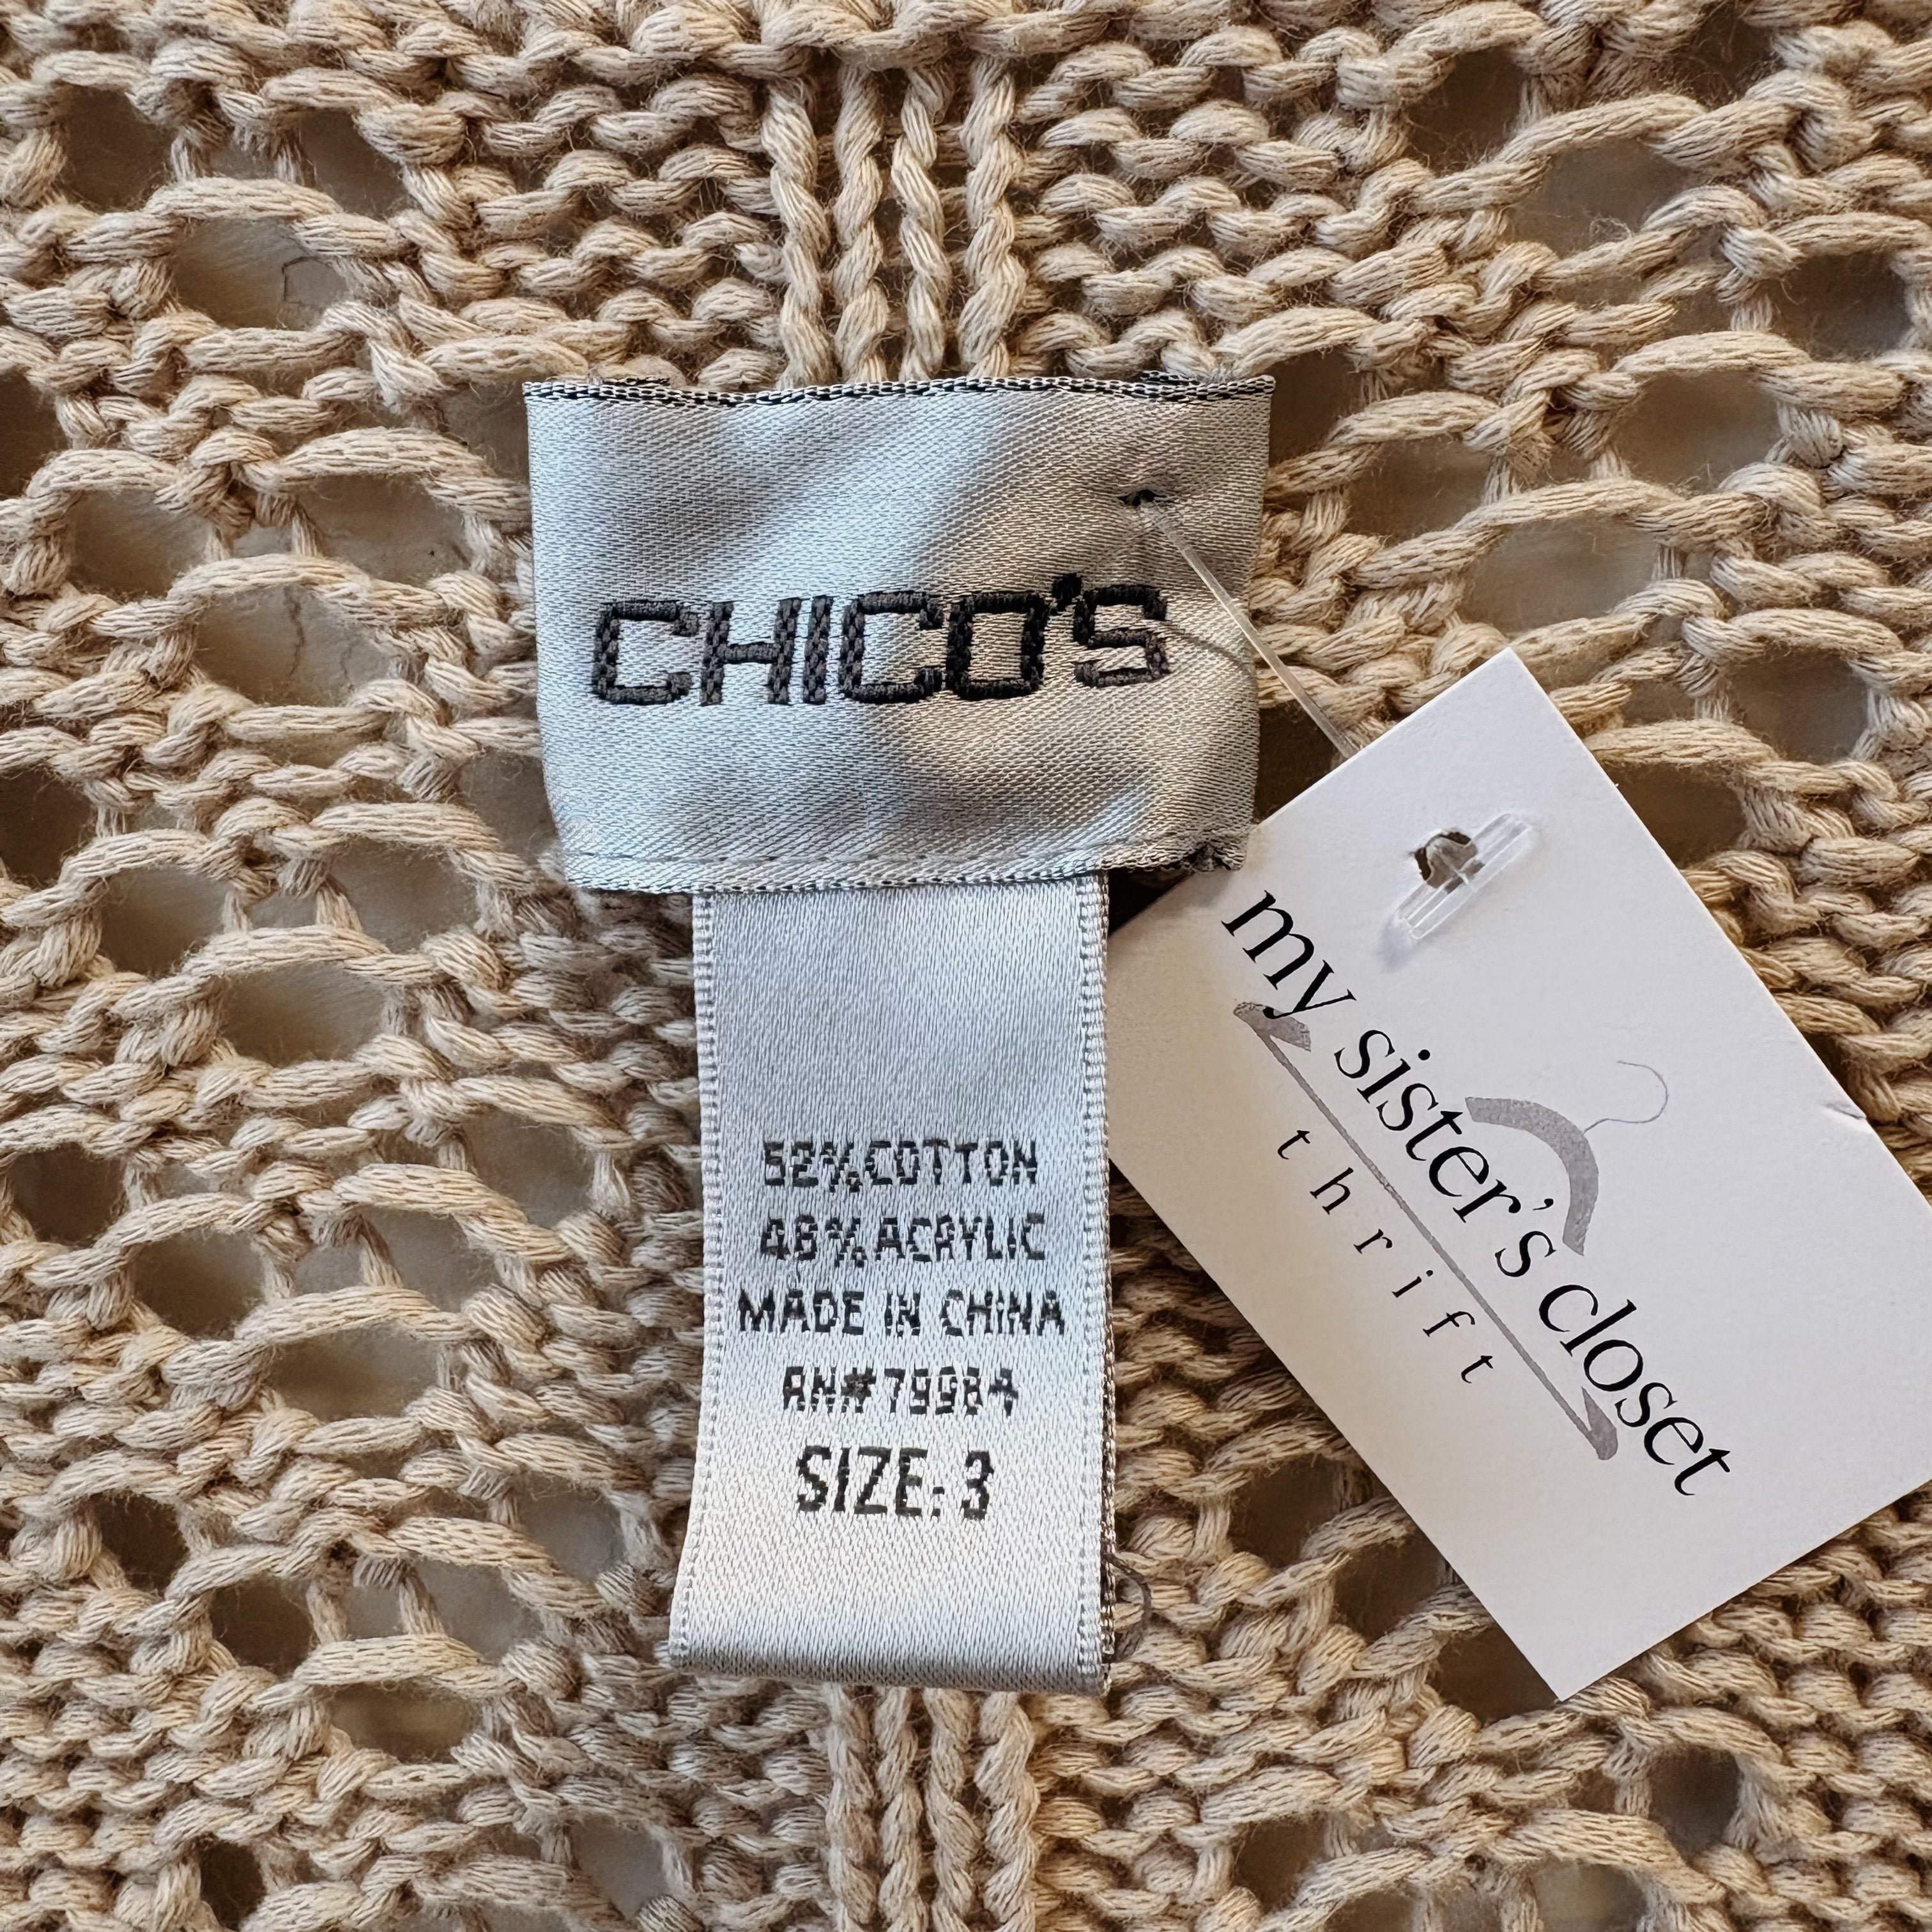 CHICO'S
52% COTTON
48% ACRYLIC
MADE IN CHINA
RN# 79984
SIZE: 3
my sister's closet
thrift